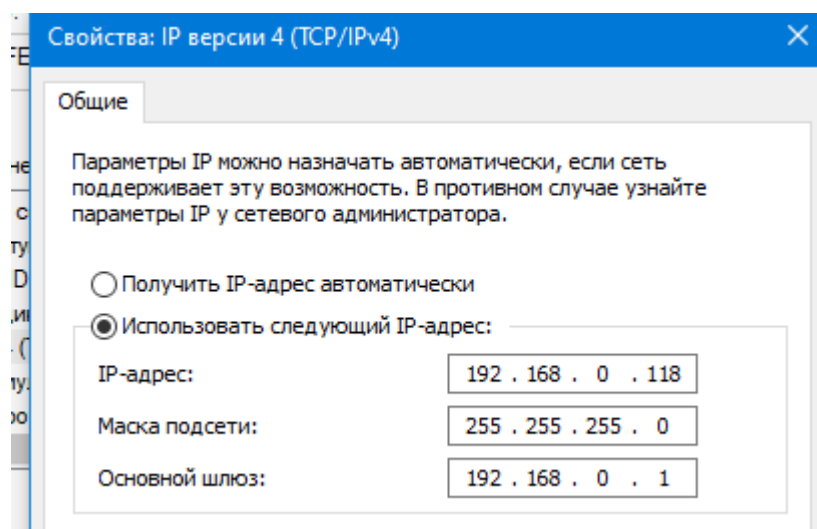 Свойства: IP версии 4 (TCP/IPv4)
Общие
Параметры IP можно назначать автоматически, если сеть
поддерживает эту возможность. В противном случае узнайте
параметры IP у сетевого администратора.
Получить IP-адрес автоматически
Использовать следующий IP-адрес:
IP-адрес: 192 . 168 . 0 . 118
Маска подсети: 255 . 255 . 255 . 0
Основной шлюз: 192 . 168 . 0 . 1